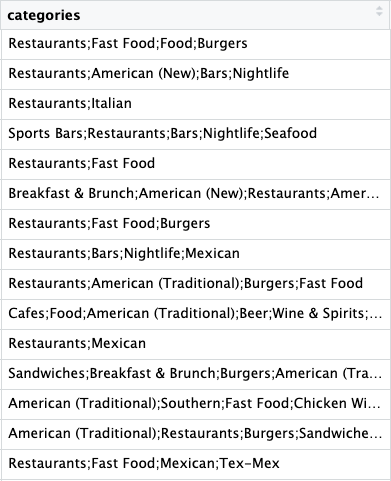 categories
Restaurants;Fast Food;Food;Burgers
Restaurants;American (New);Bars;Nightlife
Restaurants;Italian
Sports Bars;Restaurants;Bars;Nightlife;Seafood
Restaurants;Fast Food
Breakfast & Brunch;American (New);Restaurants;Amer...
Restaurants;Fast Food;Burgers
Restaurants;Bars;Nightlife;Mexican
Restaurants;American (Traditional);Burgers;Fast Food
Cafes;Food;American (Traditional);Beer;Wine & Spirits;...
Restaurants;Mexican
Sandwiches;Breakfast & Brunch;Burgers;American (Tra...
American (Traditional);Southern;Fast Food;Chicken Wi...
American (Traditional);Restaurants;Burgers;Sandwiche...
Restaurants;Fast Food;Mexican;Tex-Mex